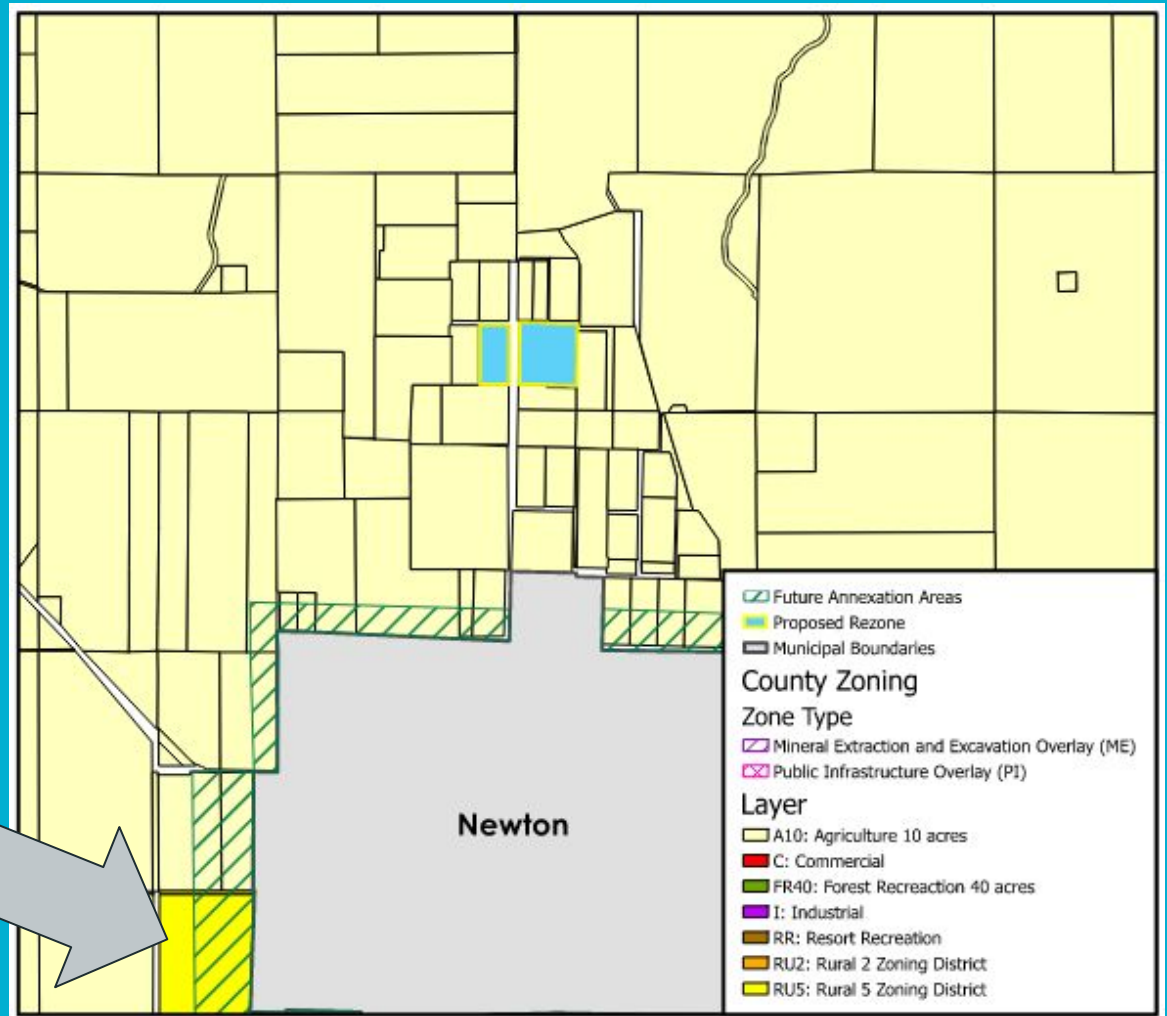 Newton
Future Annexation Areas
Proposed Rezone
Municipal Boundaries
County Zoning
Zone Type
Mineral Extraction and Excavation Overlay (ME)
Public Infrastructure Overlay (PI)
Layer
A10: Agriculture 10 acres
C: Commercial
FR40: Forest Recreaction 40 acres
I: Industrial
RR: Resort Recreation
RU2: Rural 2 Zoning District
RU5: Rural 5 Zoning District